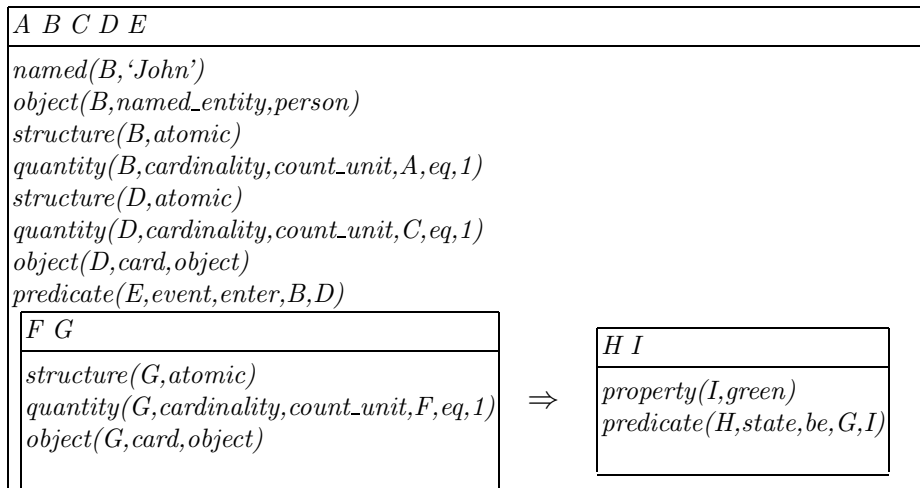 A B C D E
named(B,‘John’)
object(B,named_entity,person)
structure(B,atomic)
quantity(B,cardinality,count_unit,A,eq,1)
structure(D,atomic)
quantity(D,cardinality,count_unit,C,eq,1)
object(D,card,object)
predicate(E,event,enter,B,D)
F G
structure(G,atomic)
quantity(G,cardinality,count_unit,F,eq,1)
object(G,card,object)
⇒
H I
property(I,green)
predicate(H,state,be,G,I)